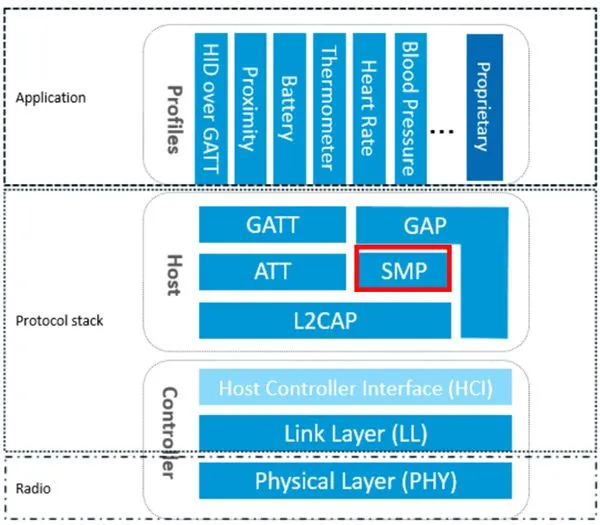 Application
Profiles
HID over GATT
Proximity
Battery
Thermometer
Heart Rate
Blood Pressure
...
Proprietary
Protocol stack
Host
GATT
GAP
ATT
SMP
L2CAP
Controller
Host Controller Interface (HCI)
Link Layer (LL)
Radio
Physical Layer (PHY)